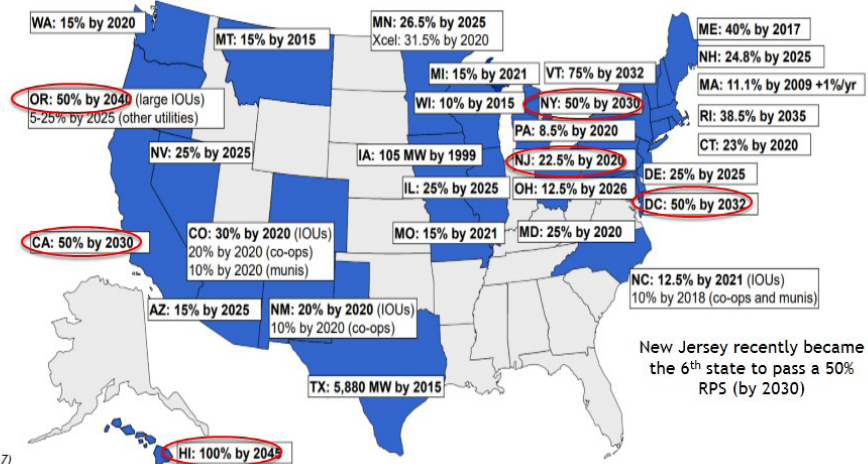 WA: 15% by 2020
MT: 15% by 2015
MN: 26.5% by 2025
Xcel: 31.5% by 2020
ME: 40% by 2017
NH: 24.8% by 2025
MI: 15% by 2021
VT: 75% by 2032
MA: 11.1% by 2009 +1%/yr
OR: 50% by 2040 (large IOUs)
5-25% by 2025 (other utilities)
WI: 10% by 2015
NY: 50% by 2030
RI: 38.5% by 2035
PA: 8.5% by 2020
CT: 23% by 2020
NV: 25% by 2025
IA: 105 MW by 1999
NJ: 22.5% by 2020
DE: 25% by 2025
IL: 25% by 2025
OH: 12.5% by 2026
DC: 50% by 2032
CA: 50% by 2030
CO: 30% by 2020 (IOUs)
20% by 2020 (co-ops)
10% by 2020 (munis)
MO: 15% by 2021
MD: 25% by 2020
NC: 12.5% by 2021 (IOUs)
10% by 2018 (co-ops and munis)
AZ: 15% by 2025
NM: 20% by 2020 (IOUs)
10% by 2020 (co-ops)
New Jersey recently became
the 6th state to pass a 50%
RPS (by 2030)
TX: 5,880 MW by 2015
HI: 100% by 2045
7)